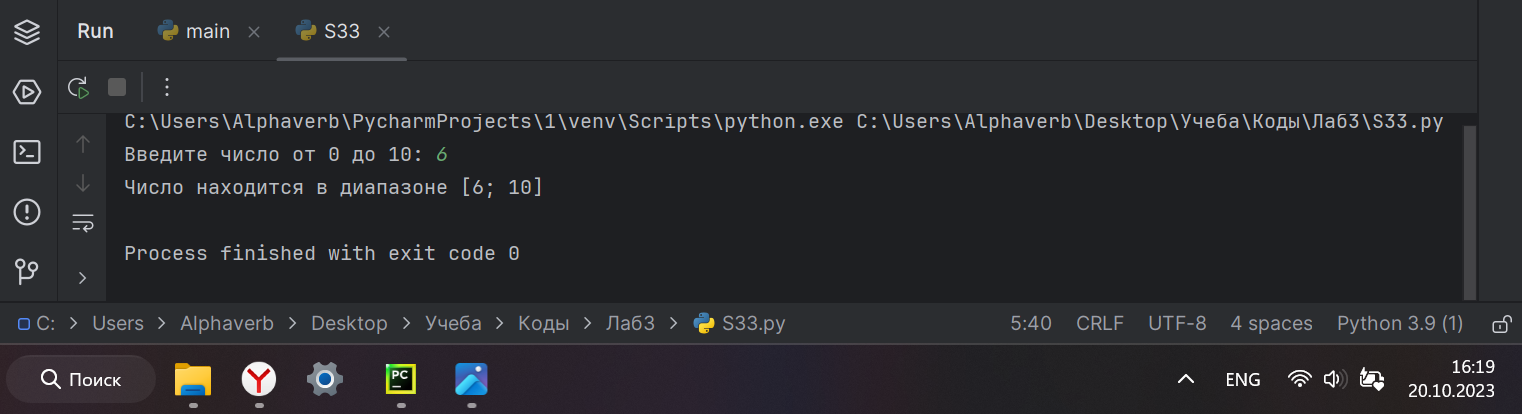 Run main S33
C:\Users\Alphaverb\PycharmProjects\1\venv\Scripts\python.exe C:\Users\Alphaverb\Desktop\Учеба\Коды\Лаб3\S33.py
Введите число от 0 до 10: 6
Число находится в диапазоне [6; 10]
Process finished with exit code 0
C: > Users > Alphaverb > Desktop > Учеба > Коды > Лаб3 > S33.py 5:40 CRLF UTF-8 4 spaces Python 3.9 (1)
Поиск PC ENG 16:19
20.10.2023